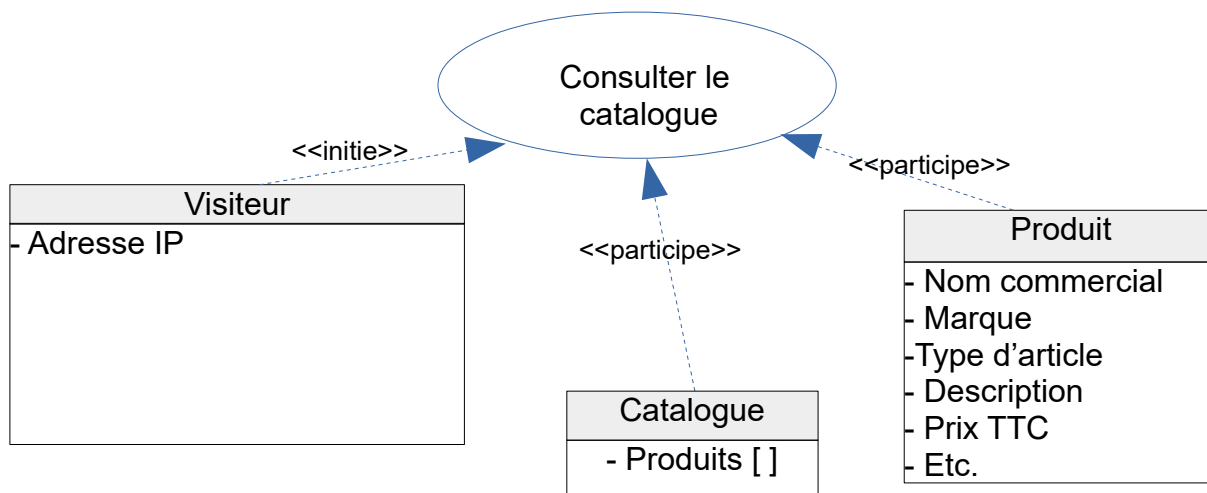 Consulter le
catalogue
<<initie>>
<<participe>>
<<participe>>
Visiteur
- Adresse IP
Catalogue
- Produits [ ]
Produit
- Nom commercial
- Marque
-Type d’article
- Description
- Prix TTC
- Etc.